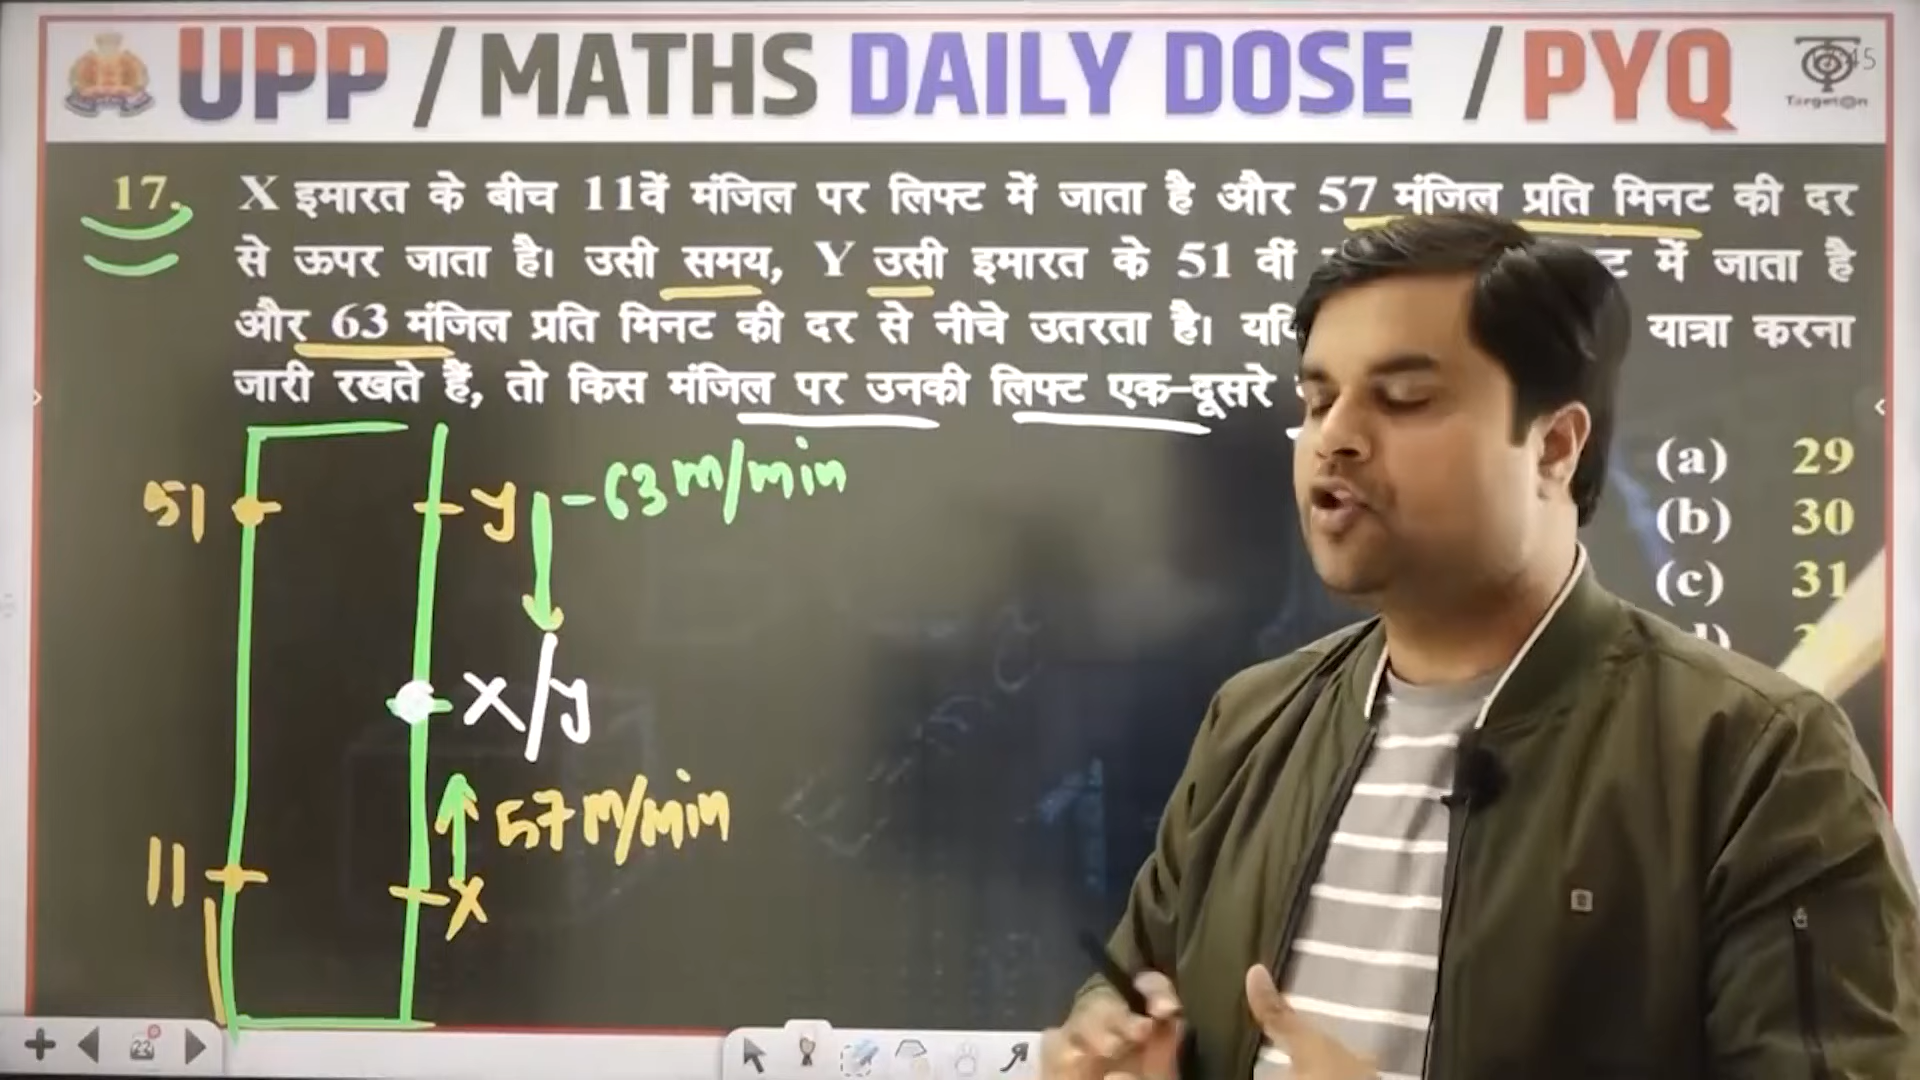 UPP / MATHS DAILY DOSE / PYQ
45
Target@n
17. X इमारत के बीच 11वें मंजिल पर लिफ्ट में जाता है और 57 मंजिल प्रति मिनट की दर
से ऊपर जाता है। उसी समय, Y उसी इमारत के 51 वीं में जाता है
और 63 मंजिल प्रति मिनट की दर से नीचे उतरता है। यात्रा करना
जारी रखते हैं, तो किस मंजिल पर उनकी लिफ्ट एक-दूसरे
(a) 29
(b) 30
(c) 31
51
y
-63 m/min
x/y
57 m/min
11
x
22